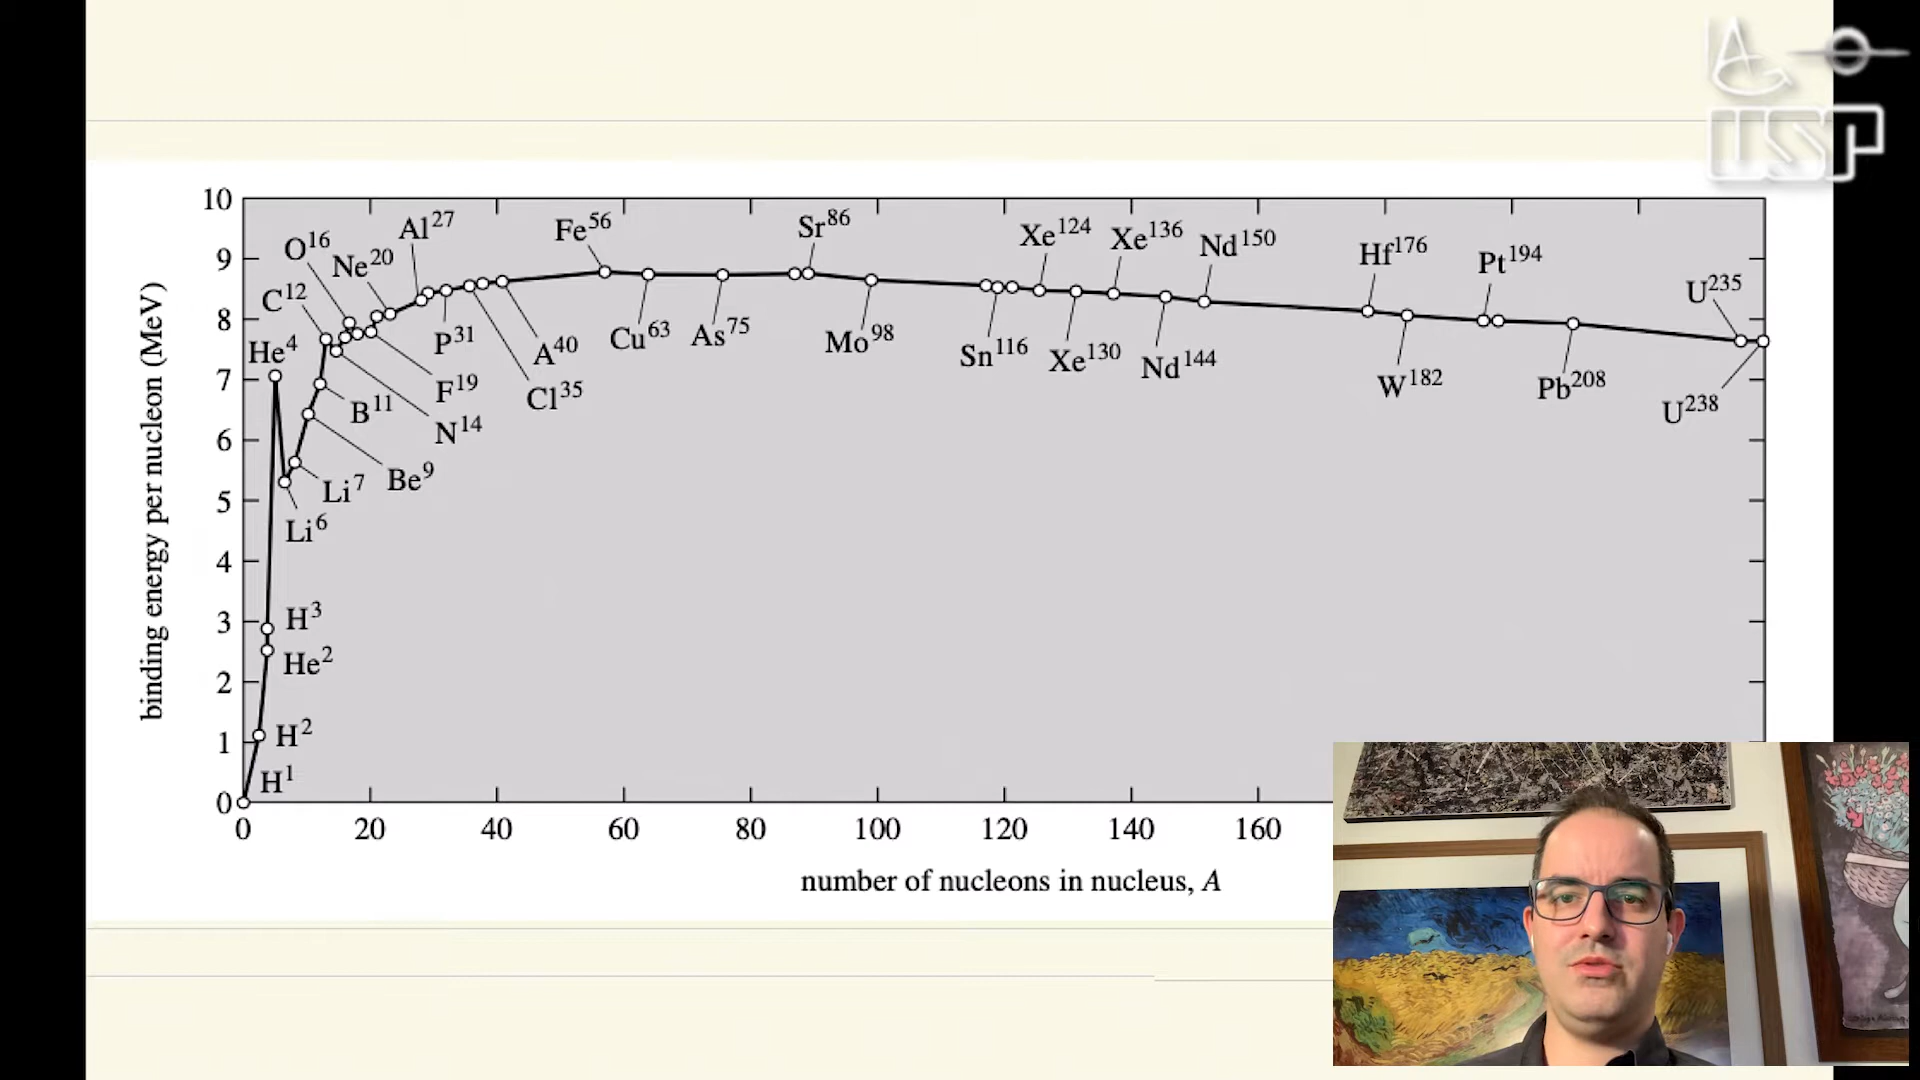 IAG
USP
binding energy per nucleon (MeV)
10
9
8
7
6
5
4
3
2
1
0
O¹⁶
Al²⁷
Fe⁵⁶
Sr⁸⁶
Xe¹²⁴
Xe¹³⁶
Nd¹⁵⁰
Hf¹⁷⁶
Pt¹⁹⁴
U²³⁵
Ne²⁰
C¹²
He⁴
P³¹
A⁴⁰
Cu⁶³
As⁷⁵
Mo⁹⁸
Sn¹¹⁶
Xe¹³⁰
Nd¹⁴⁴
W¹⁸²
Pb²⁰⁸
U²³⁸
F¹⁹
Cl³⁵
B¹¹
N¹⁴
Be⁹
Li⁷
Li⁶
H³
He²
H²
H¹
0 20 40 60 80 100 120 140 160
number of nucleons in nucleus, A